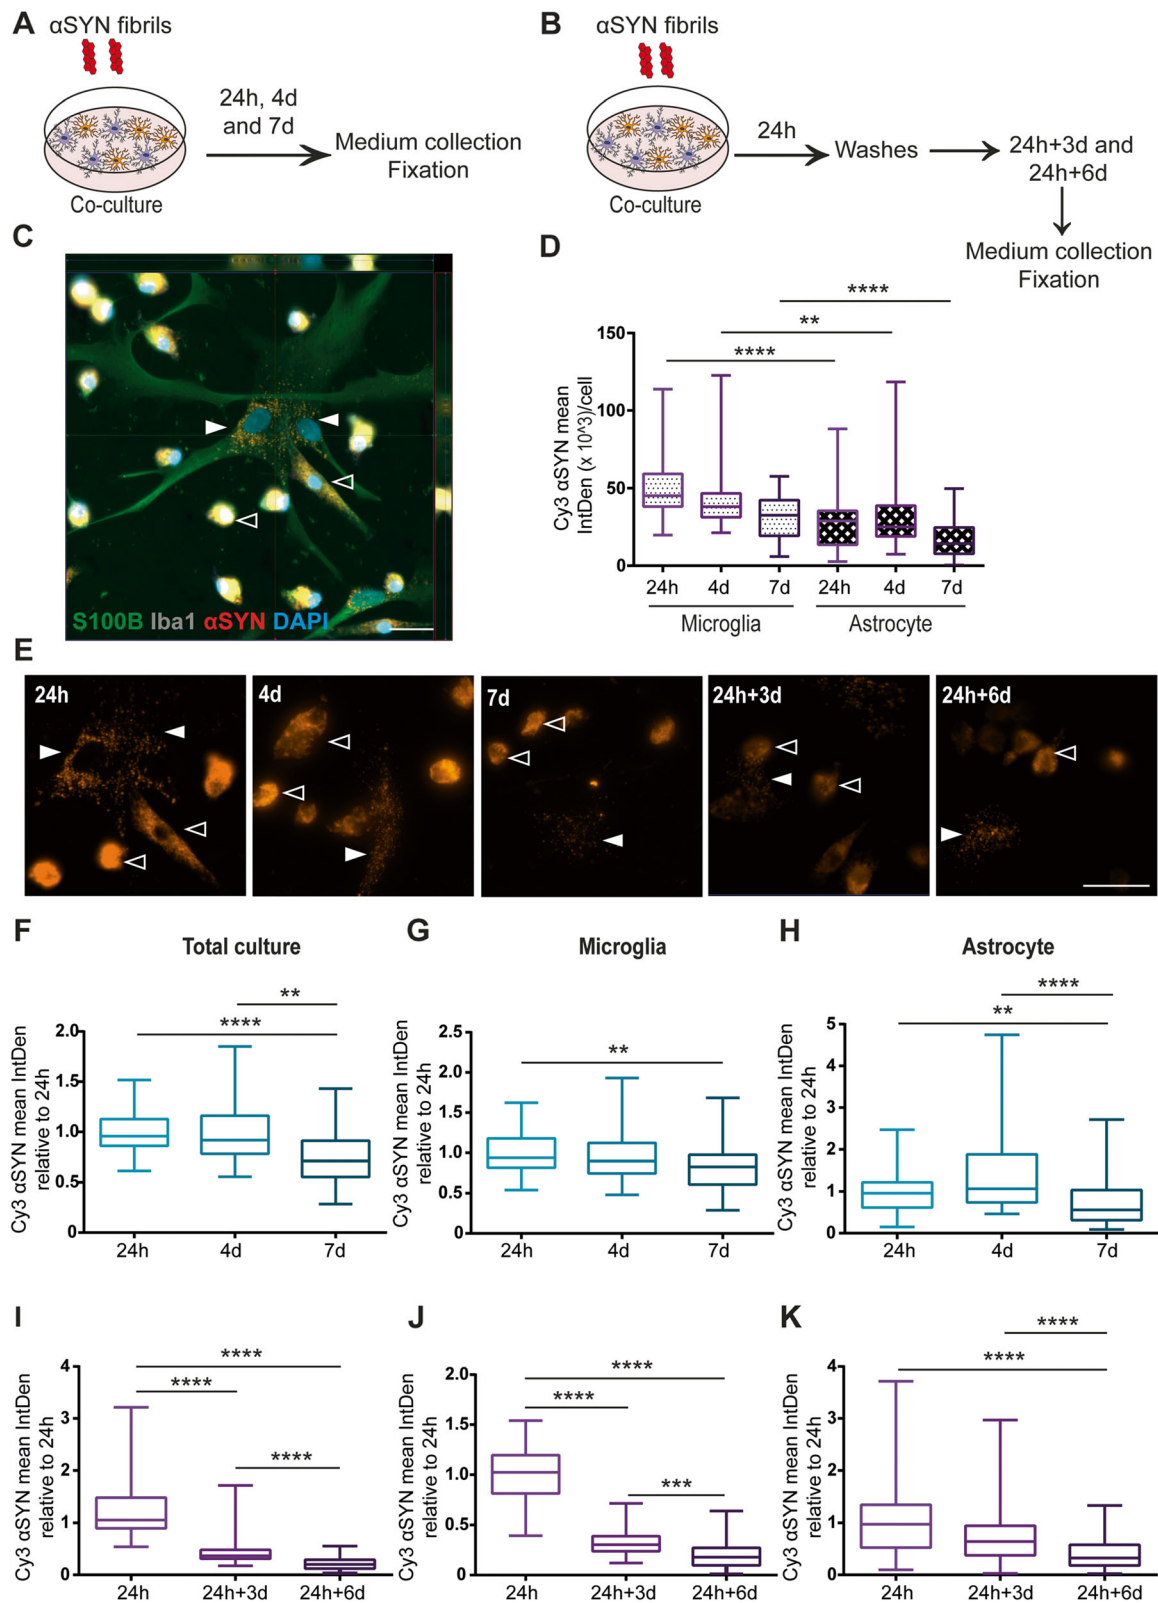 A
αSYN fibrils
24h, 4d
and 7d
Medium collection
Fixation
Co-culture
B
αSYN fibrils
24h
Washes
24h+3d and
24h+6d
Co-culture
Medium collection
Fixation
C
S100B Iba1 αSYN DAPI
D
****
**
****
Cy3 αSYN mean
IntDen (x 10^3)/cell
150
100
50
0
24h 4d 7d 24h 4d 7d
Microglia Astrocyte
E
24h
4d
7d
24h+3d
24h+6d
F
Total culture
**
****
Cy3 αSYN mean IntDen
relative to 24h
2.0
1.5
1.0
0.5
0
24h 4d 7d
G
Microglia
**
Cy3 αSYN mean IntDen
relative to 24h
2.5
2.0
1.5
1.0
0.5
0
24h 4d 7d
H
Astrocyte
****
**
Cy3 αSYN mean IntDen
relative to 24h
5
4
3
2
1
0
24h 4d 7d
I
****
****
****
Cy3 αSYN mean IntDen
relative to 24h
4
3
2
1
0
24h 24h+3d 24h+6d
J
****
****
***
Cy3 αSYN mean IntDen
relative to 24h
2.0
1.5
1.0
0.5
0
24h 24h+3d 24h+6d
K
****
****
Cy3 αSYN mean IntDen
relative to 24h
4
3
2
1
0
24h 24h+3d 24h+6d